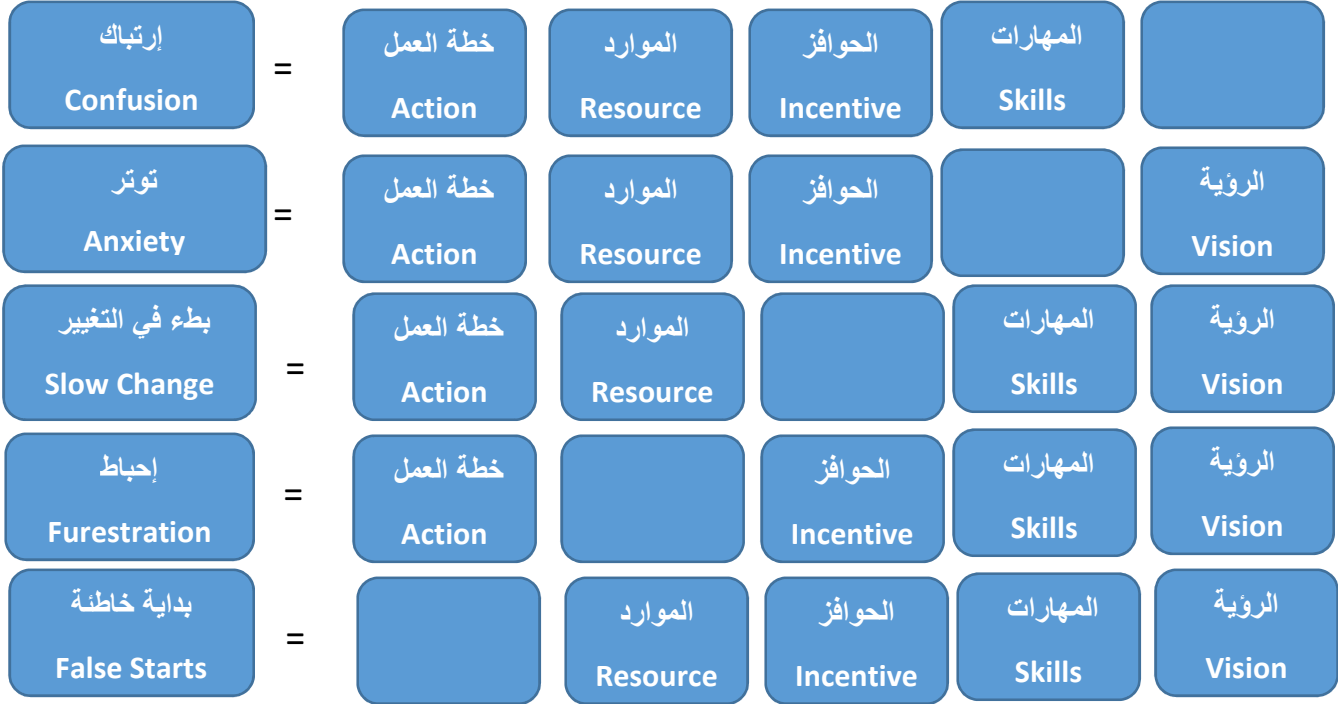 إرتباك
Confusion
=
خطة العمل
Action
الموارد
Resource
الحوافز
Incentive
المهارات
Skills
توتر
Anxiety
=
خطة العمل
Action
الموارد
Resource
الحوافز
Incentive
الرؤية
Vision
بطء في التغيير
Slow Change
=
خطة العمل
Action
الموارد
Resource
المهارات
Skills
الرؤية
Vision
إحباط
Furestration
=
خطة العمل
Action
الحوافز
Incentive
المهارات
Skills
الرؤية
Vision
بداية خاطئة
False Starts
=
الموارد
Resource
الحوافز
Incentive
المهارات
Skills
الرؤية
Vision